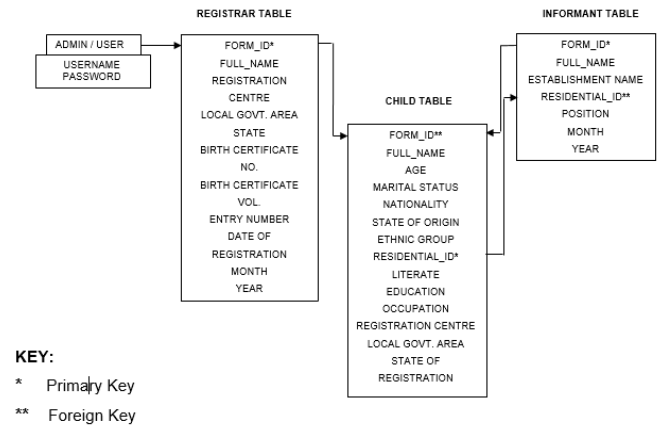 REGISTRAR TABLE
INFORMANT TABLE
ADMIN / USER
USERNAME
PASSWORD
FORM_ID*
FULL_NAME
REGISTRATION
CENTRE
LOCAL GOVT. AREA
STATE
BIRTH CERTIFICATE
NO.
BIRTH CERTIFICATE
VOL.
ENTRY NUMBER
DATE OF
REGISTRATION
MONTH
YEAR
CHILD TABLE
FORM_ID**
FULL_NAME
AGE
MARITAL STATUS
NATIONALITY
STATE OF ORIGIN
ETHNIC GROUP
RESIDENTIAL_ID*
LITERATE
EDUCATION
OCCUPATION
REGISTRATION CENTRE
LOCAL GOVT. AREA
STATE OF
REGISTRATION
FORM_ID*
FULL_NAME
ESTABLISHMENT NAME
RESIDENTIAL_ID**
POSITION
MONTH
YEAR
KEY:
* Primary Key
** Foreign Key